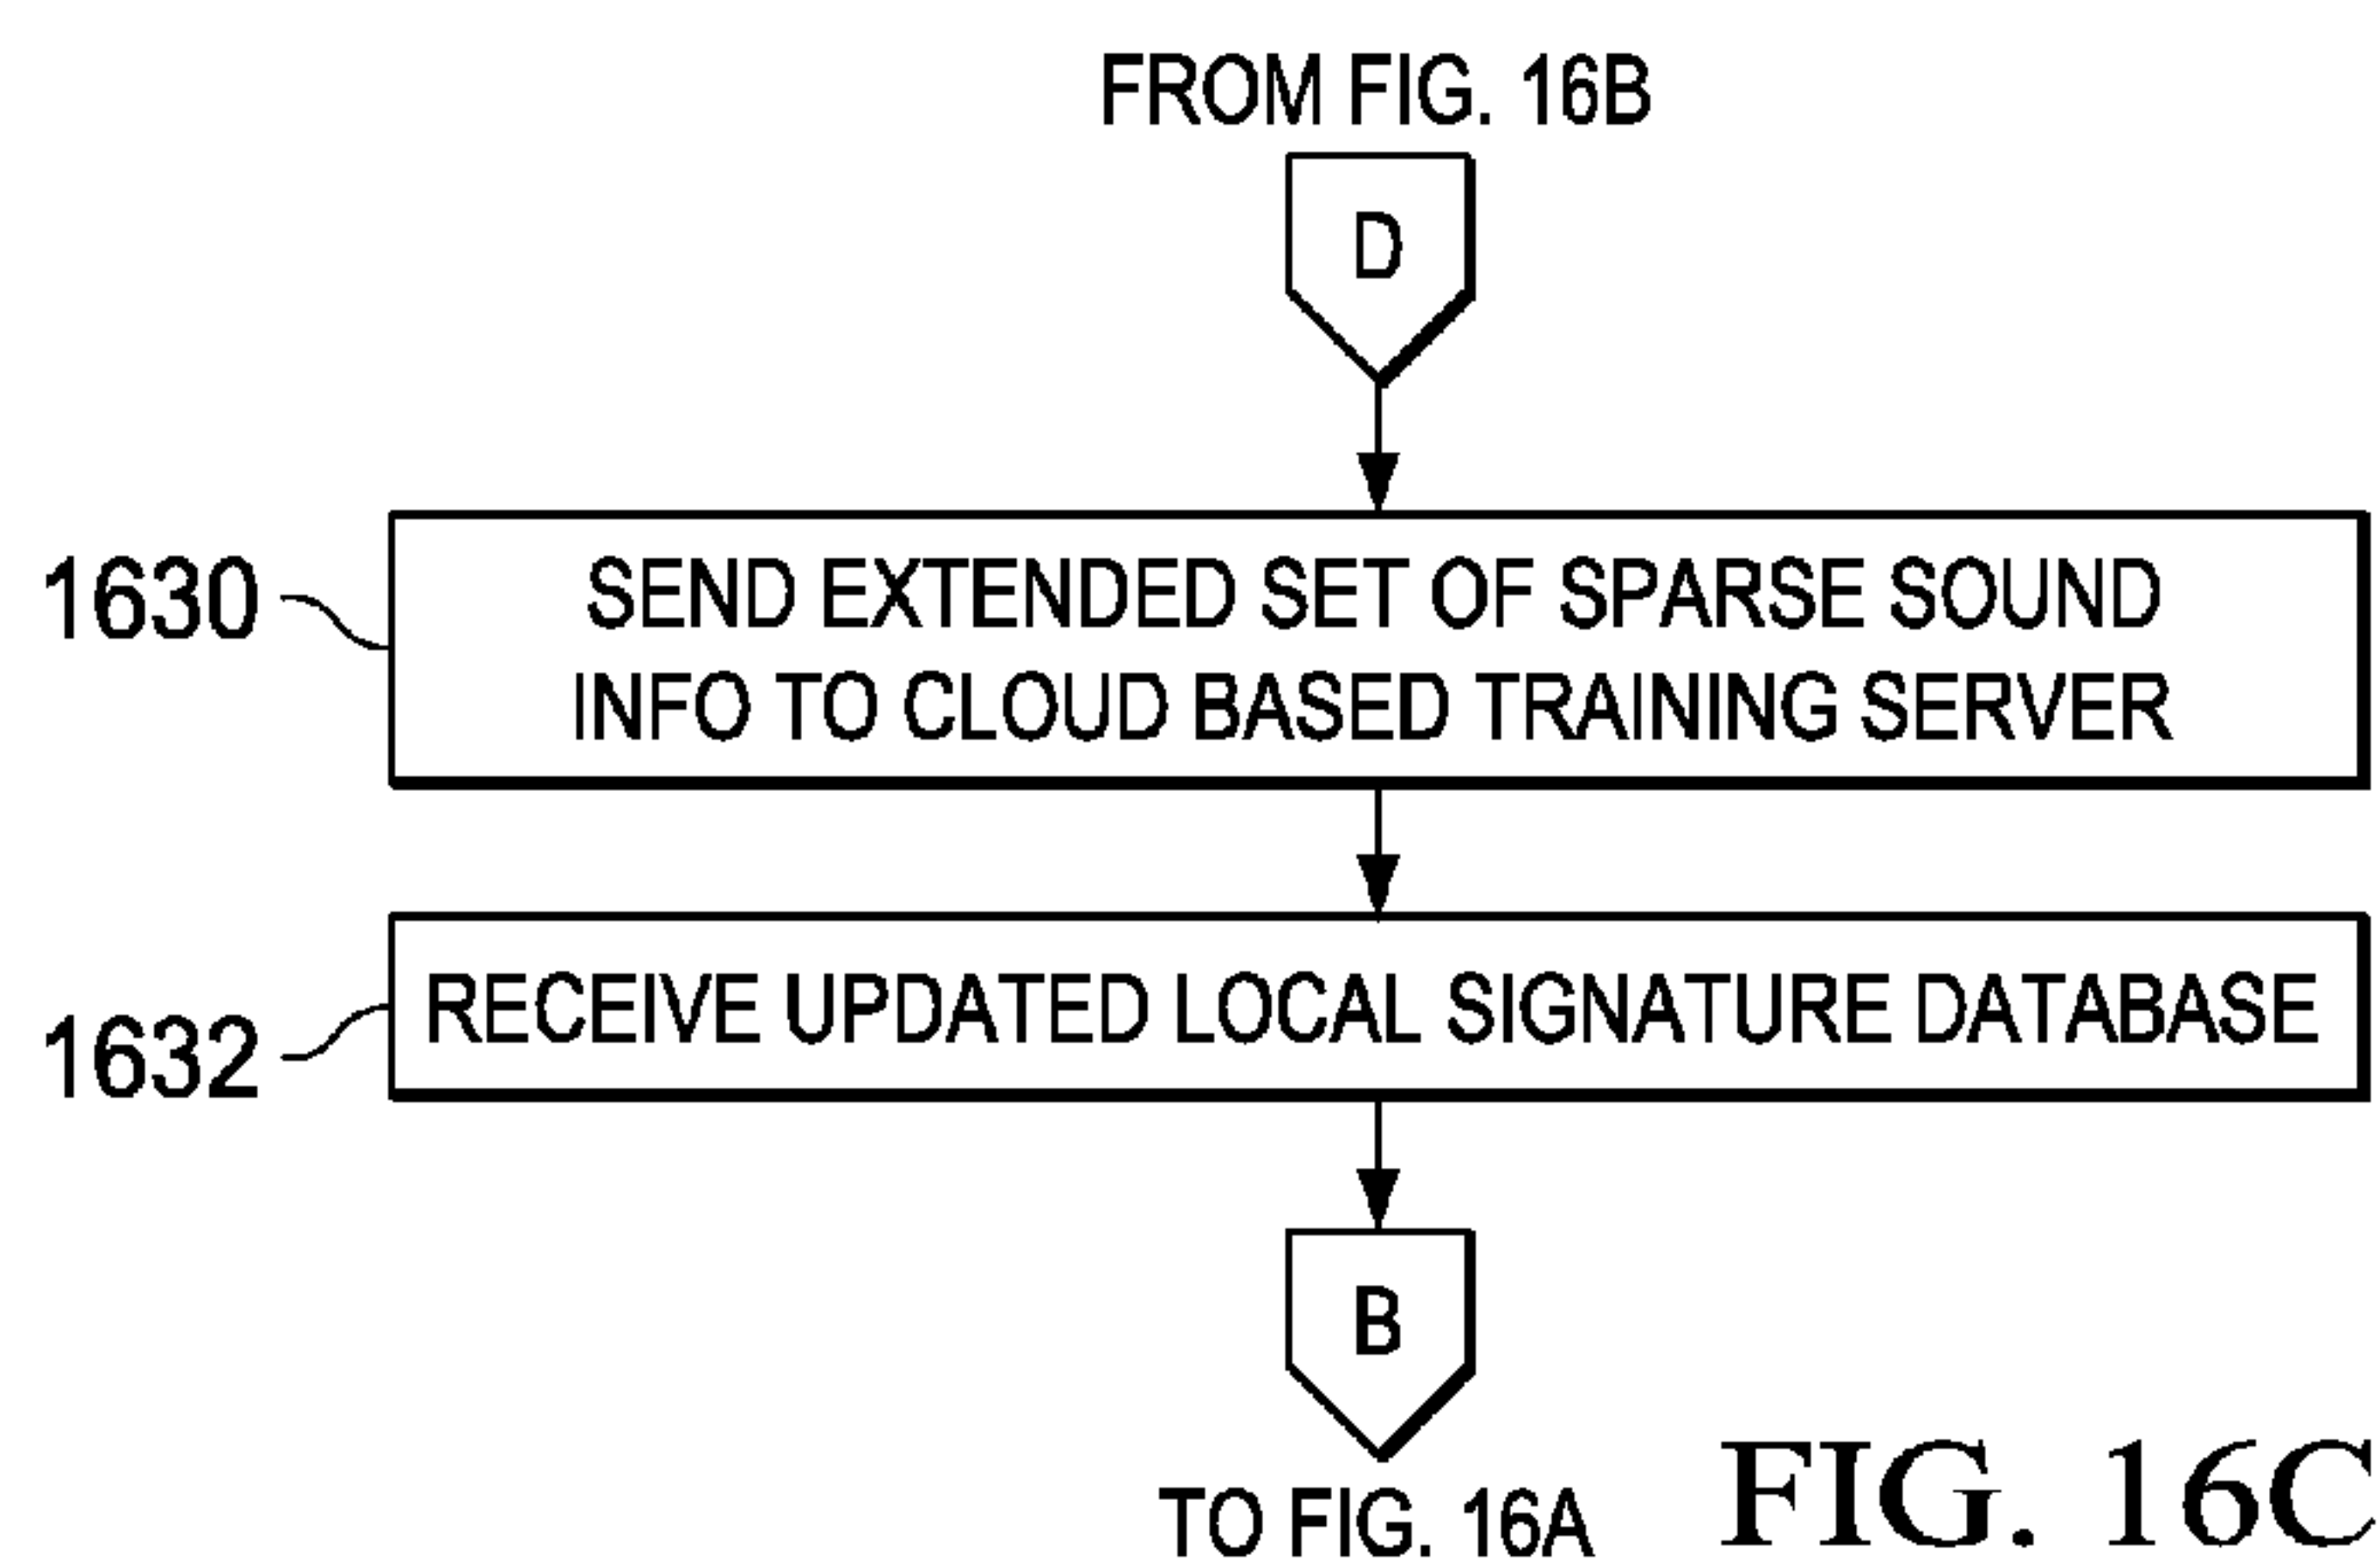 FROM FIG. 16B
D
1630
SEND EXTENDED SET OF SPARSE SOUND
INFO TO CLOUD BASED TRAINING SERVER
RECEIVE UPDATED LOCAL SIGNATURE DATABASE
1632
B
TO FIG. 16A
FIG. 16C